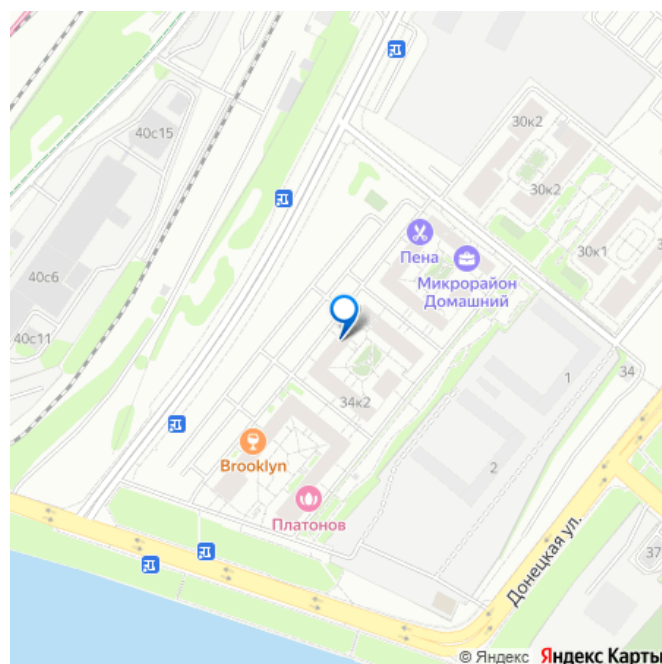 40с15
30к2
30к2
Пена
Микрорайон
Домашний
30к1
3
40с6
40с11
1
34
34к2
2
Brooklyn
Платонов
Донецкая ул.
37
© Яндекс Яндекс Карты